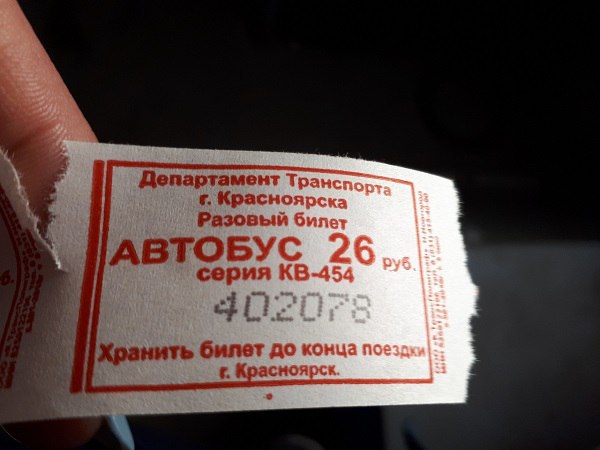 Департамент Транспорта
г. Красноярска
Разовый билет
АВТОБУС 26 руб.
серия КВ-454
402078
Хранить билет до конца поездки
г. Красноярск.